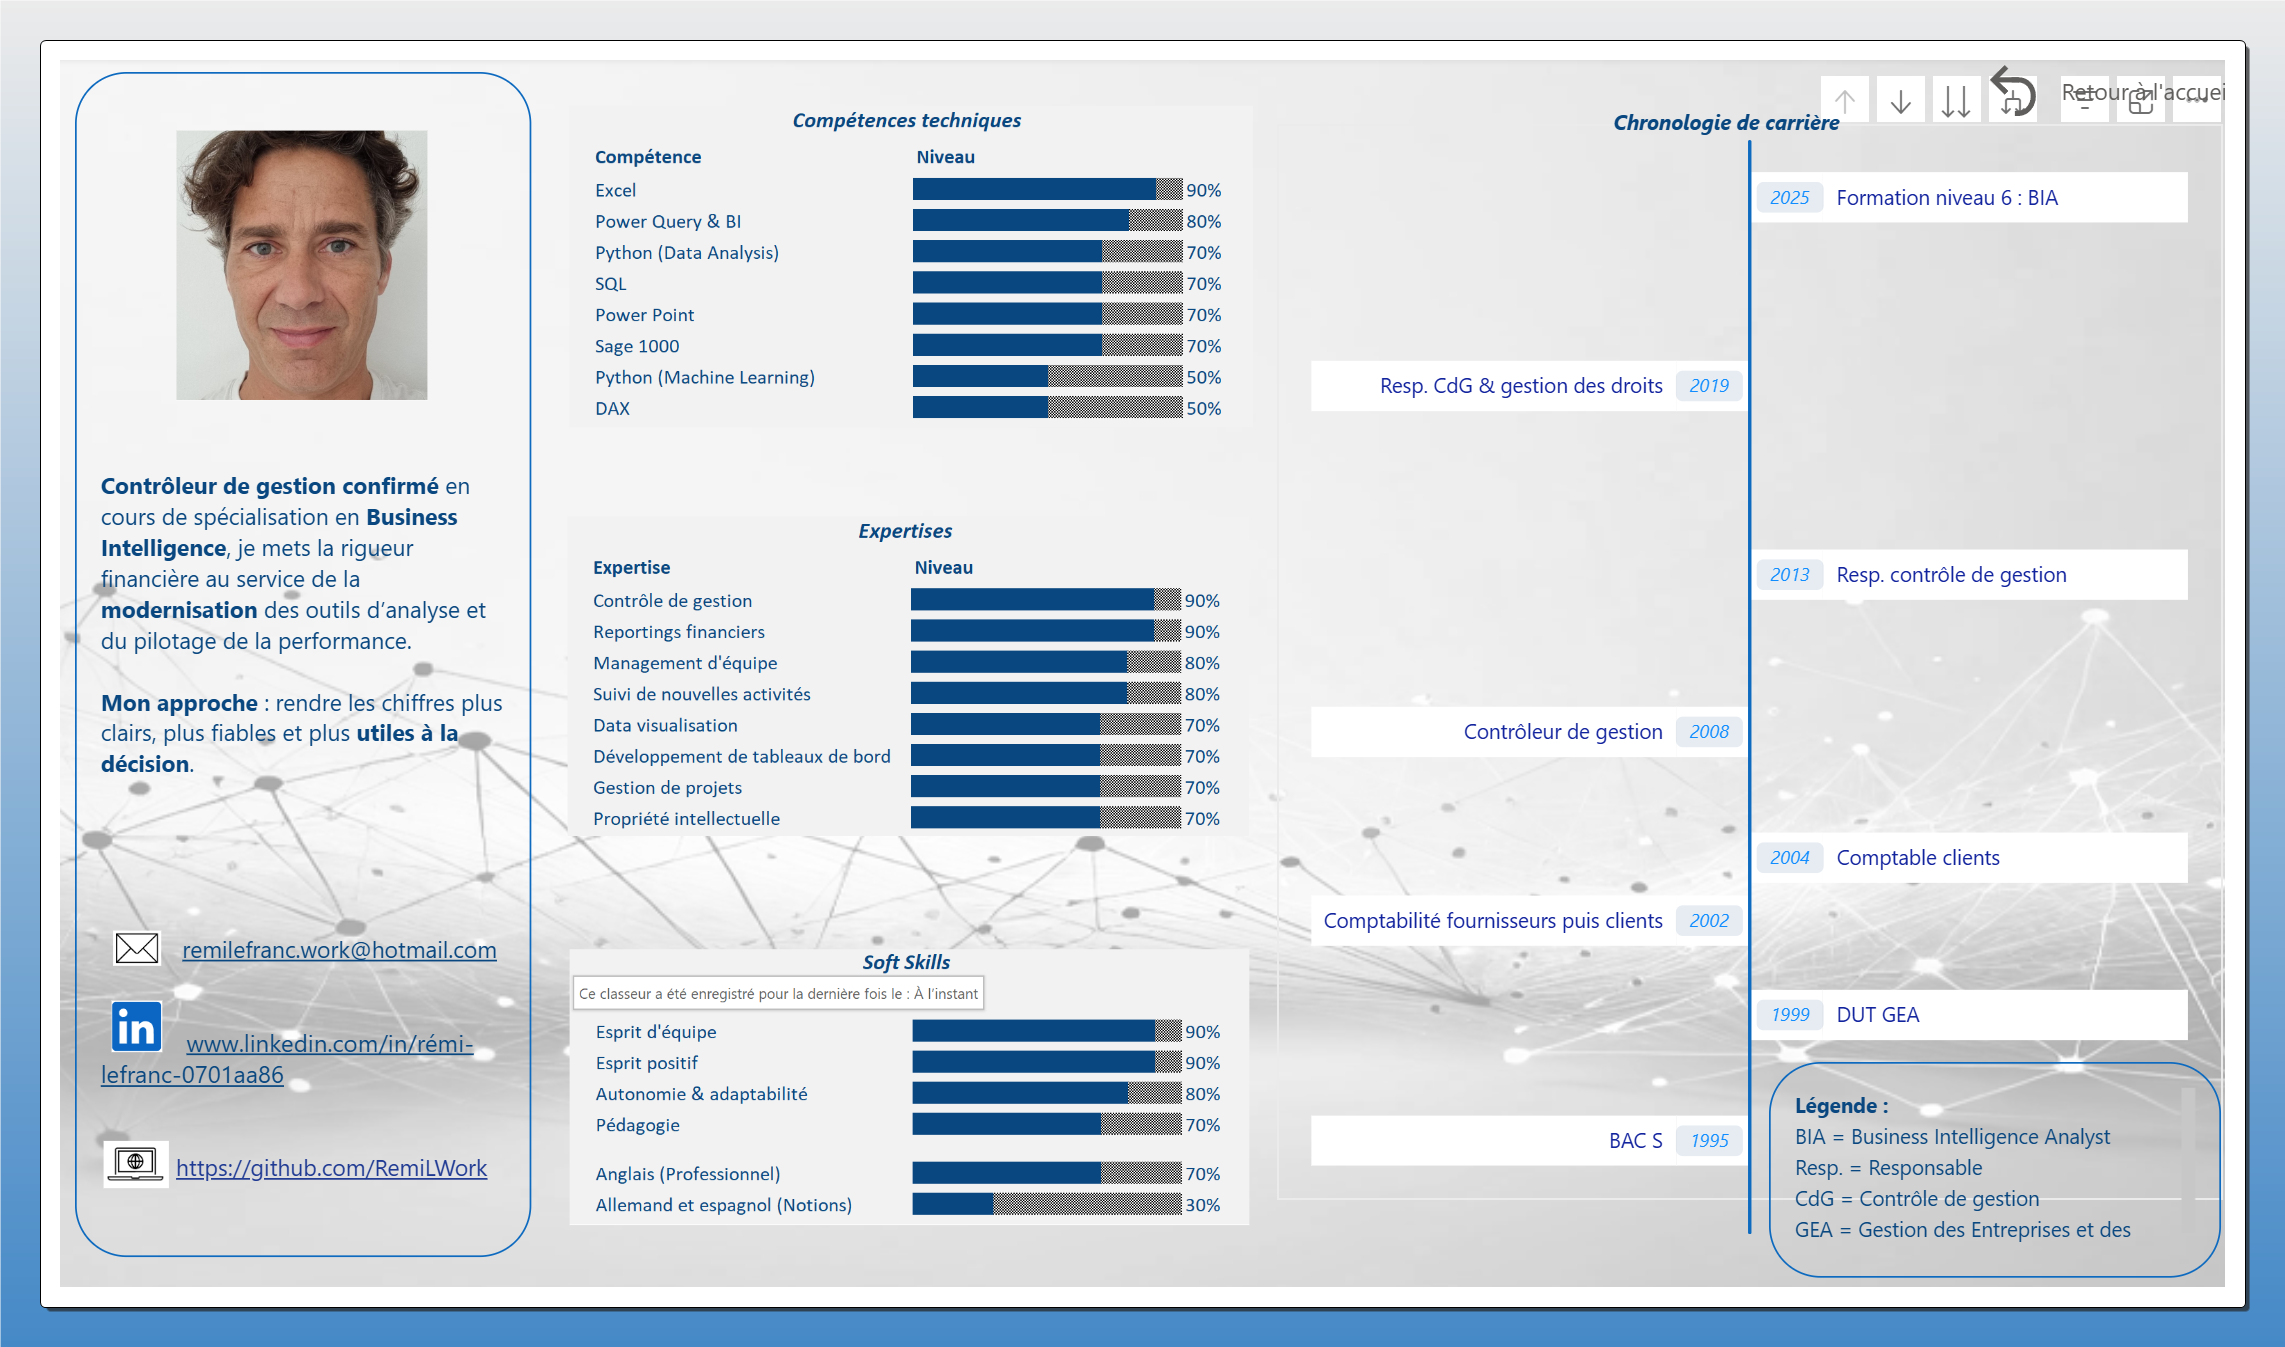 Contrôleur de gestion confirmé en
cours de spécialisation en Business
Intelligence, je mets la rigueur
financière au service de la
modernisation des outils d’analyse et
du pilotage de la performance.
Mon approche : rendre les chiffres plus
clairs, plus fiables et plus utiles à la
décision.
remilefranc.work@hotmail.com
in
www.linkedin.com/in/rémi-
lefranc-0701aa86
https://github.com/RemiLWork
Compétences techniques
Compétence Niveau
Excel 90%
Power Query & BI 80%
Python (Data Analysis) 70%
SQL 70%
Power Point 70%
Sage 1000 70%
Python (Machine Learning) 50%
DAX 50%
Expertises
Expertise Niveau
Contrôle de gestion 90%
Reportings financiers 90%
Management d'équipe 80%
Suivi de nouvelles activités 80%
Data visualisation 70%
Développement de tableaux de bord 70%
Gestion de projets 70%
Propriété intellectuelle 70%
Soft Skills
Ce classeur a été enregistré pour la dernière fois le : À l’instant
Esprit d'équipe 90%
Esprit positif 90%
Autonomie & adaptabilité 80%
Pédagogie 70%
Anglais (Professionnel) 70%
Allemand et espagnol (Notions) 30%
Retour à l'accuei
Chronologie de carrière
2025 Formation niveau 6 : BIA
Resp. CdG & gestion des droits 2019
2013 Resp. contrôle de gestion
Contrôleur de gestion 2008
2004 Comptable clients
Comptabilité fournisseurs puis clients 2002
1999 DUT GEA
BAC S 1995
Légende :
BIA = Business Intelligence Analyst
Resp. = Responsable
CdG = Contrôle de gestion
GEA = Gestion des Entreprises et des